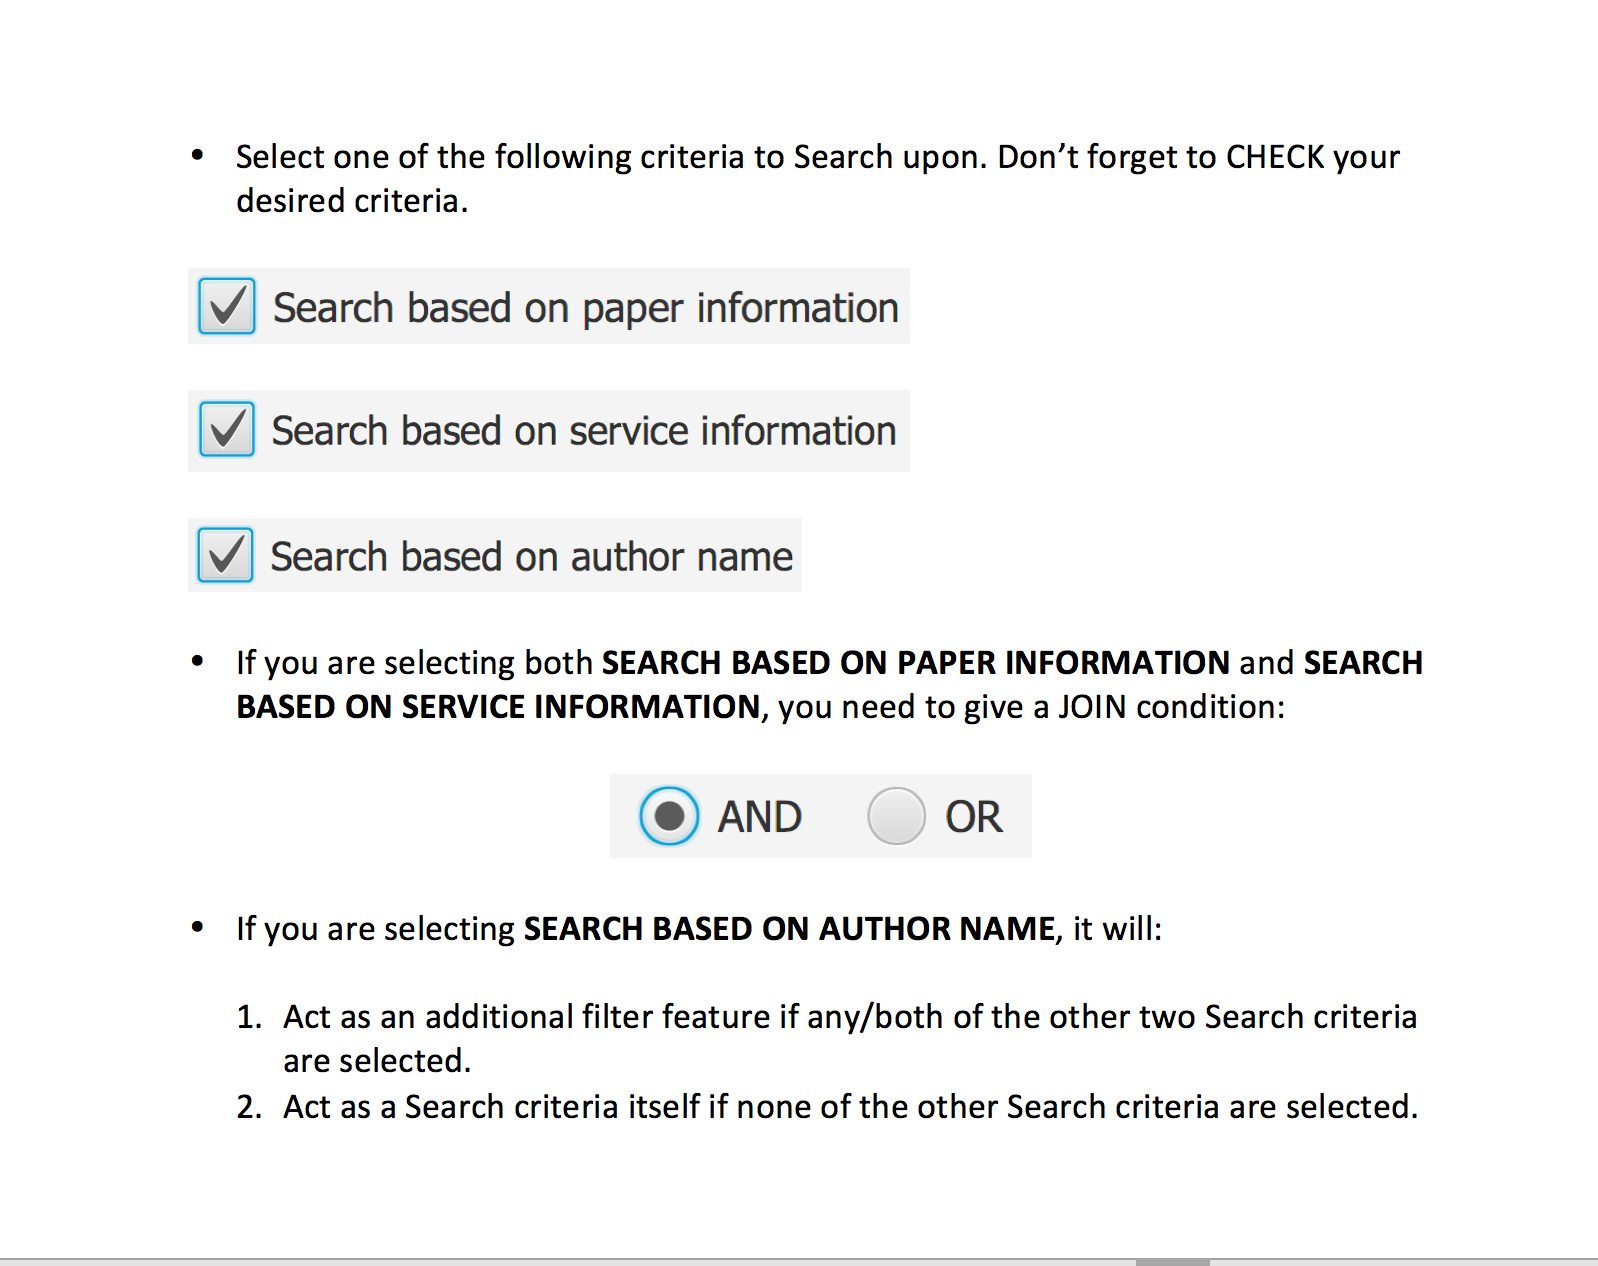 • Select one of the following criteria to Search upon. Don’t forget to CHECK your
desired criteria.
Search based on paper information
Search based on service information
Search based on author name
• If you are selecting both SEARCH BASED ON PAPER INFORMATION and SEARCH
BASED ON SERVICE INFORMATION, you need to give a JOIN condition:
AND OR
• If you are selecting SEARCH BASED ON AUTHOR NAME, it will:
1. Act as an additional filter feature if any/both of the other two Search criteria
are selected.
2. Act as a Search criteria itself if none of the other Search criteria are selected.